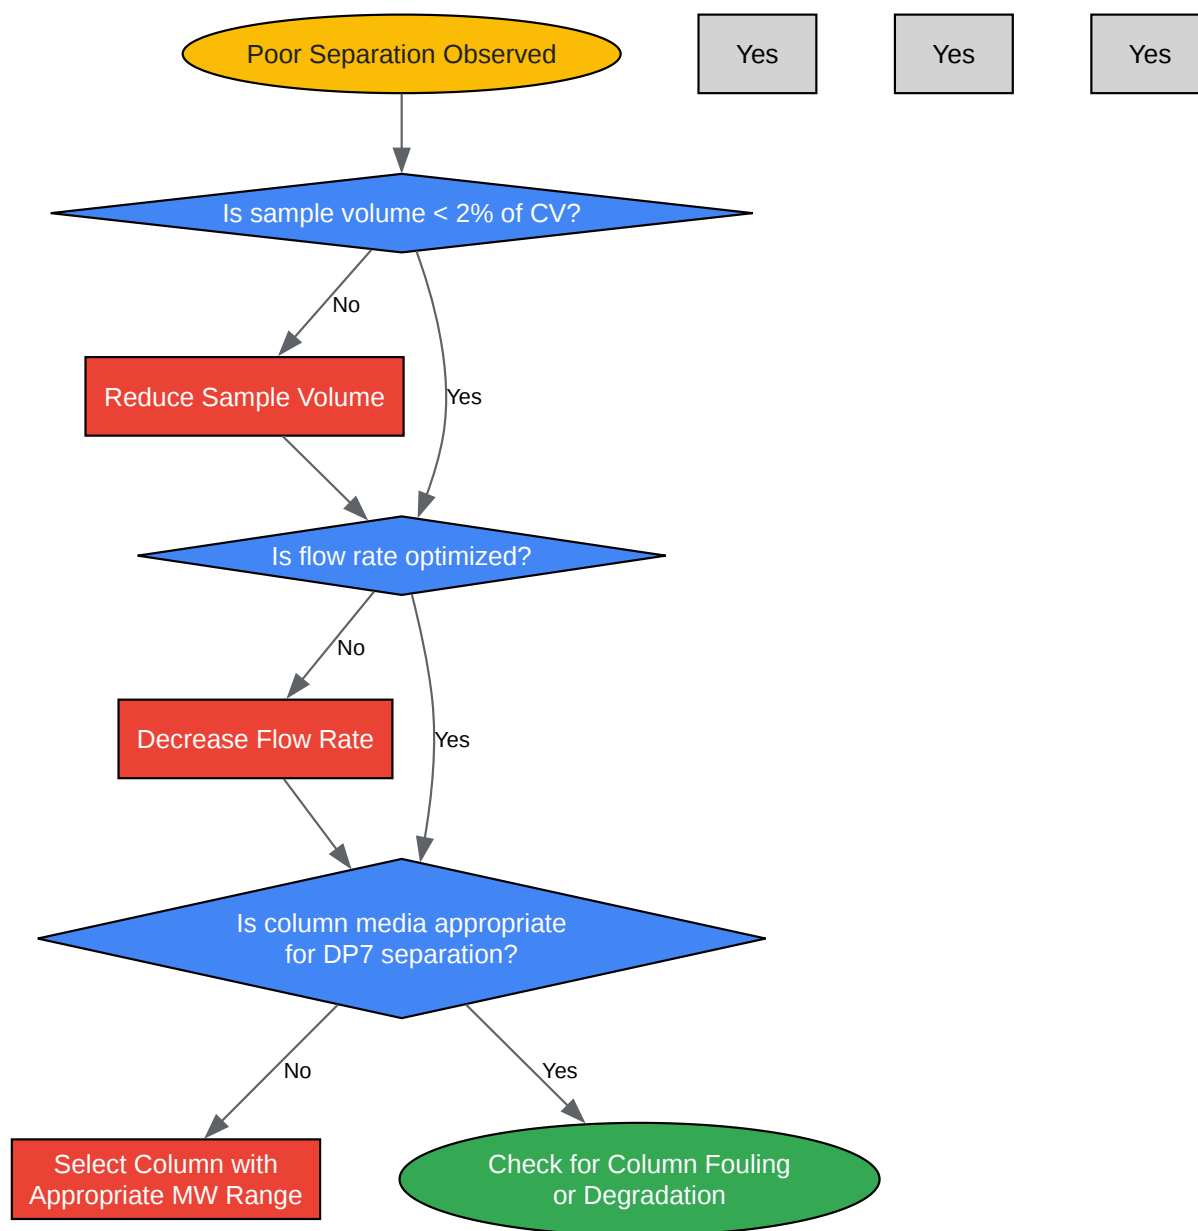 Poor Separation Observed
Yes
Yes
Yes
Is sample volume < 2% of CV?
No
Reduce Sample Volume
Yes
Is flow rate optimized?
No
Decrease Flow Rate
Yes
Is column media appropriate
for DP7 separation?
No
Yes
Select Column with
Appropriate MW Range
Check for Column Fouling
or Degradation